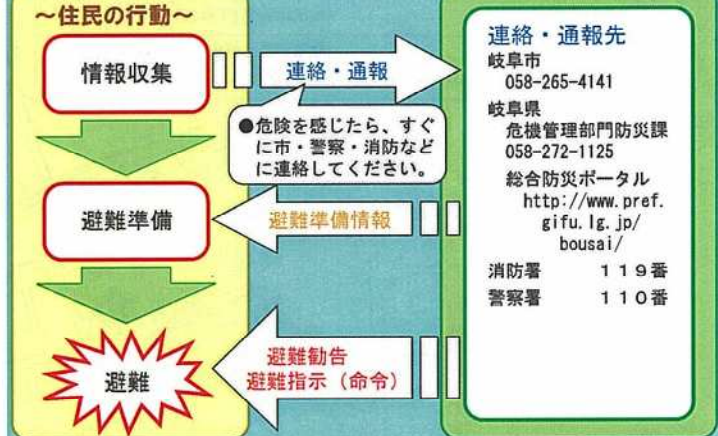 ～住民の行動～
情報収集
連絡・通報
●危険を感じたら、すぐ
に市・警察・消防など
に連絡してください。
避難準備
避難準備情報
避難
避難勧告
避難指示（命令）
連絡・通報先
岐阜市
058-265-4141
岐阜県
危機管理部門防災課
058-272-1125
総合防災ポータル
http://www.pref.
gifu.lg.jp/
bousai/
消防署　　119番
警察署　　110番